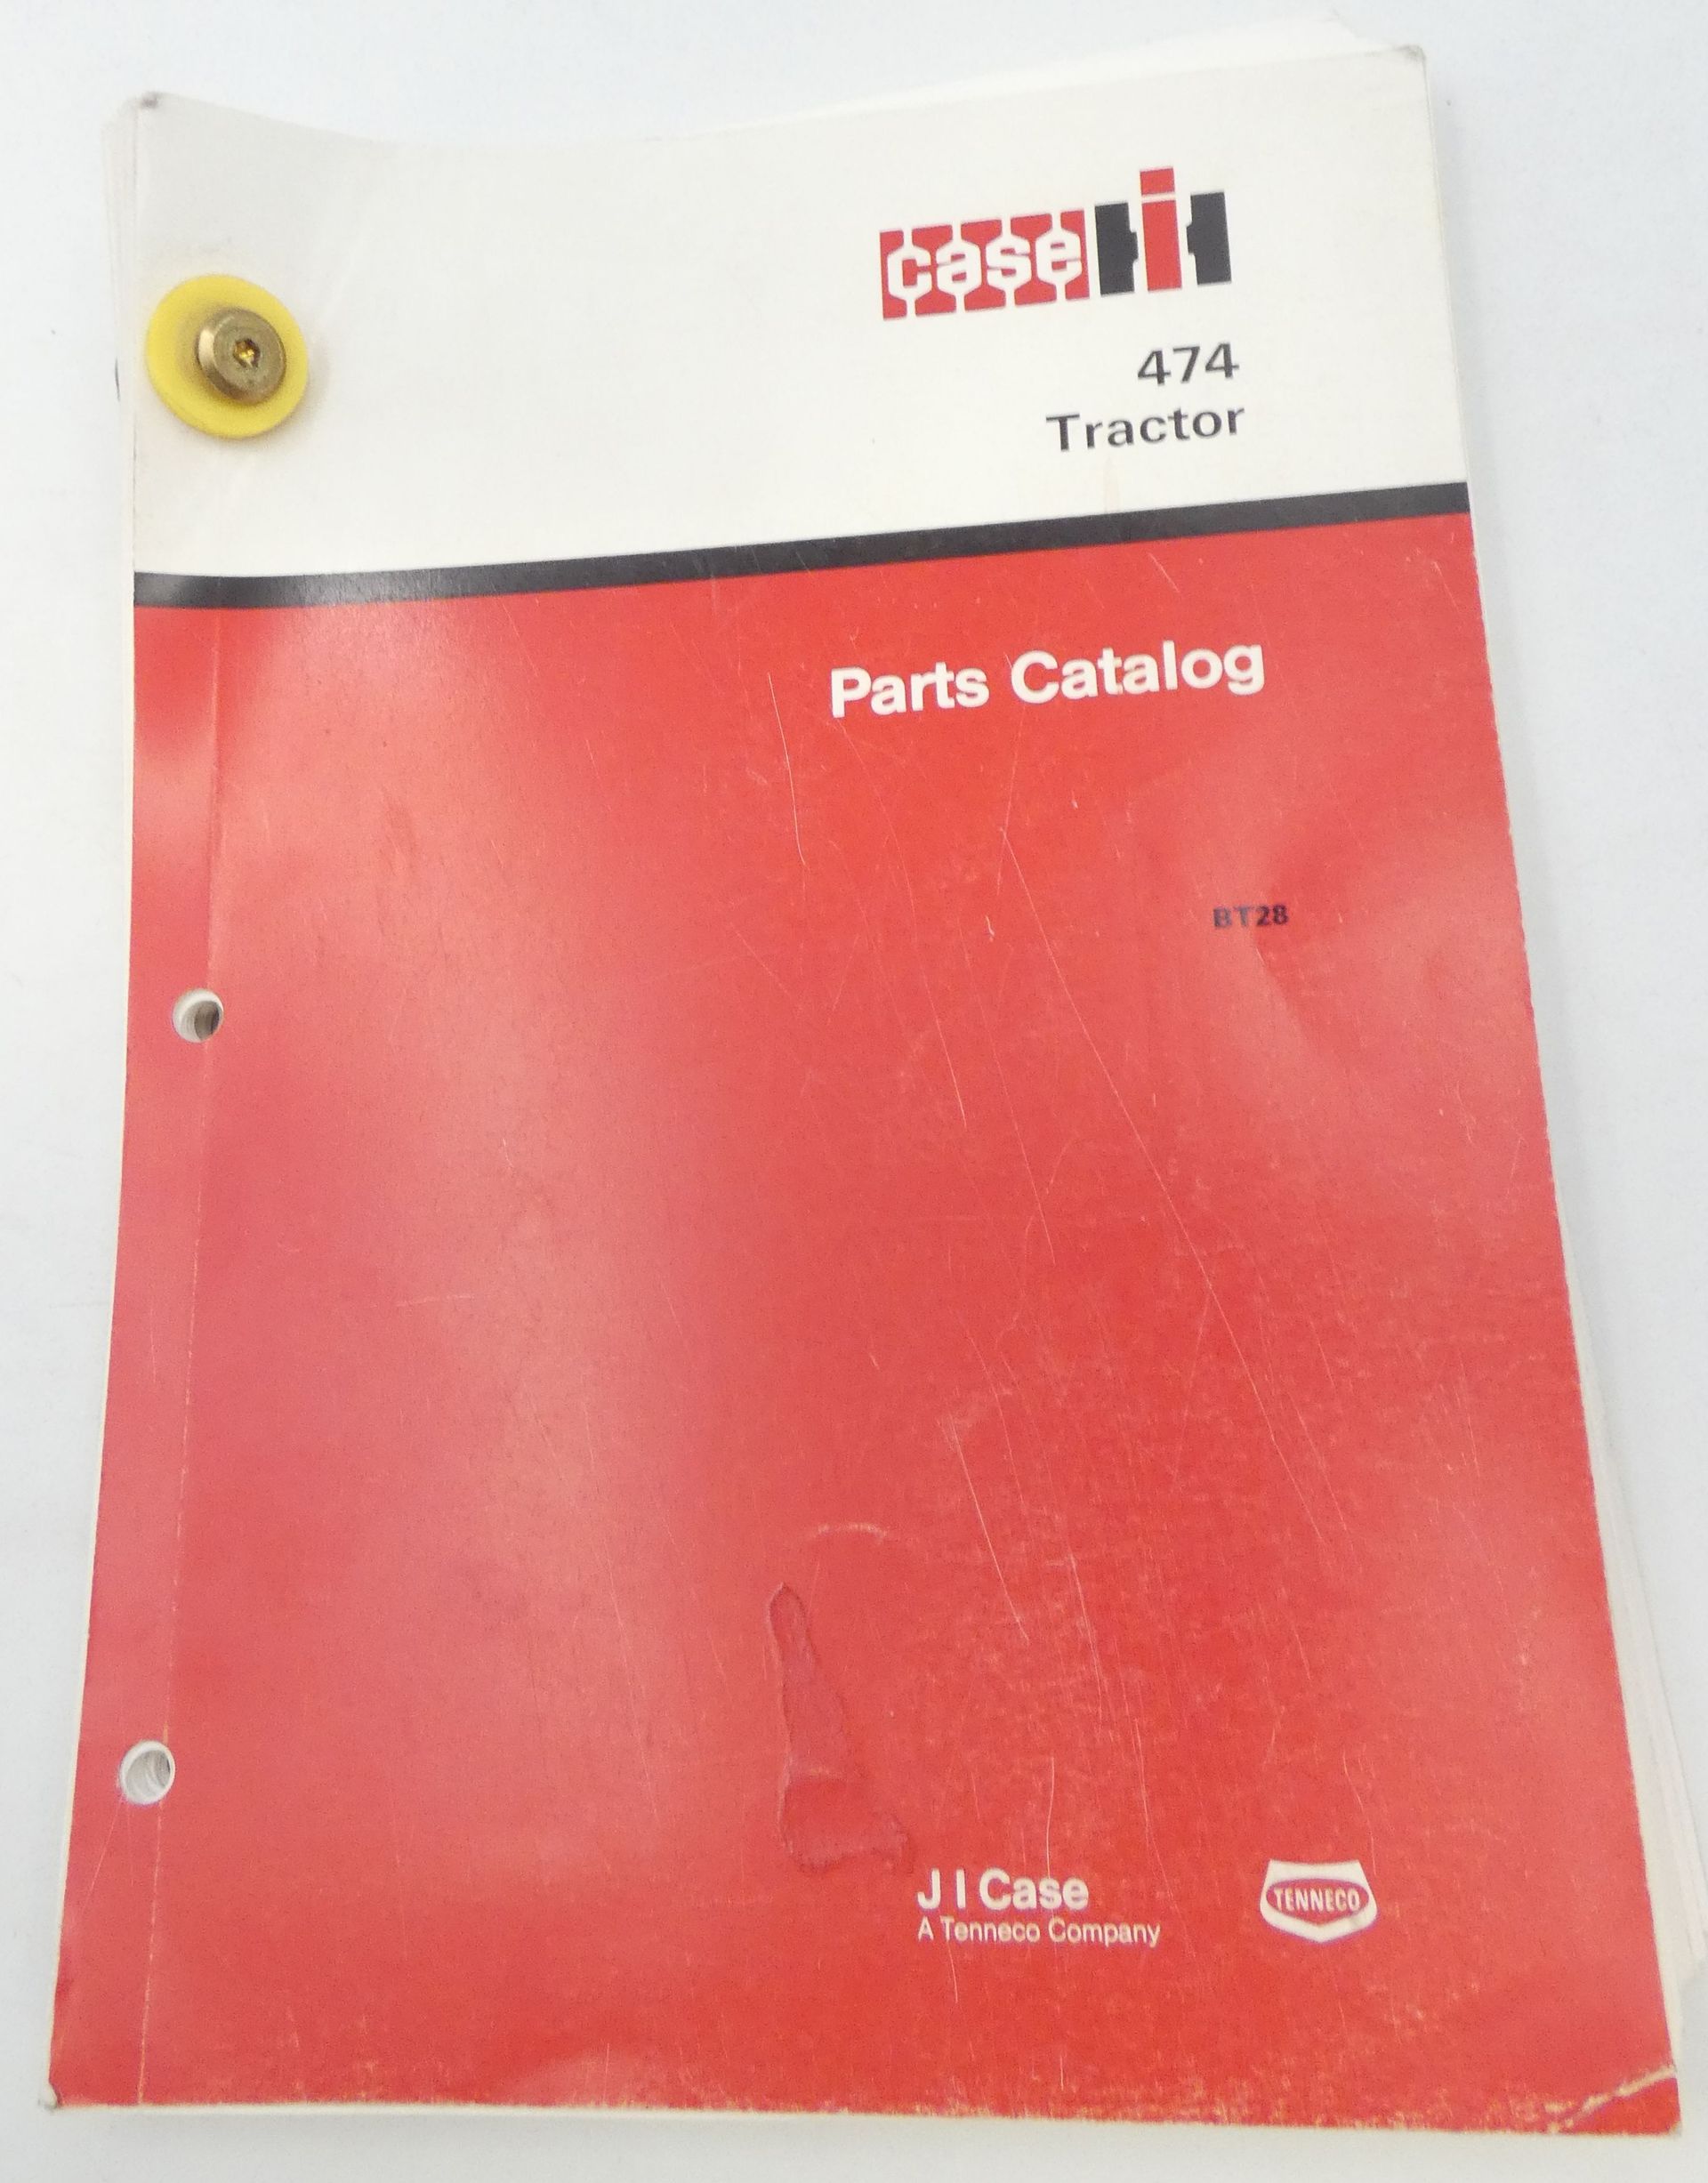 case IH
474
Tractor
Parts Catalog
BT28
J I Case
A Tenneco Company
TENNECO